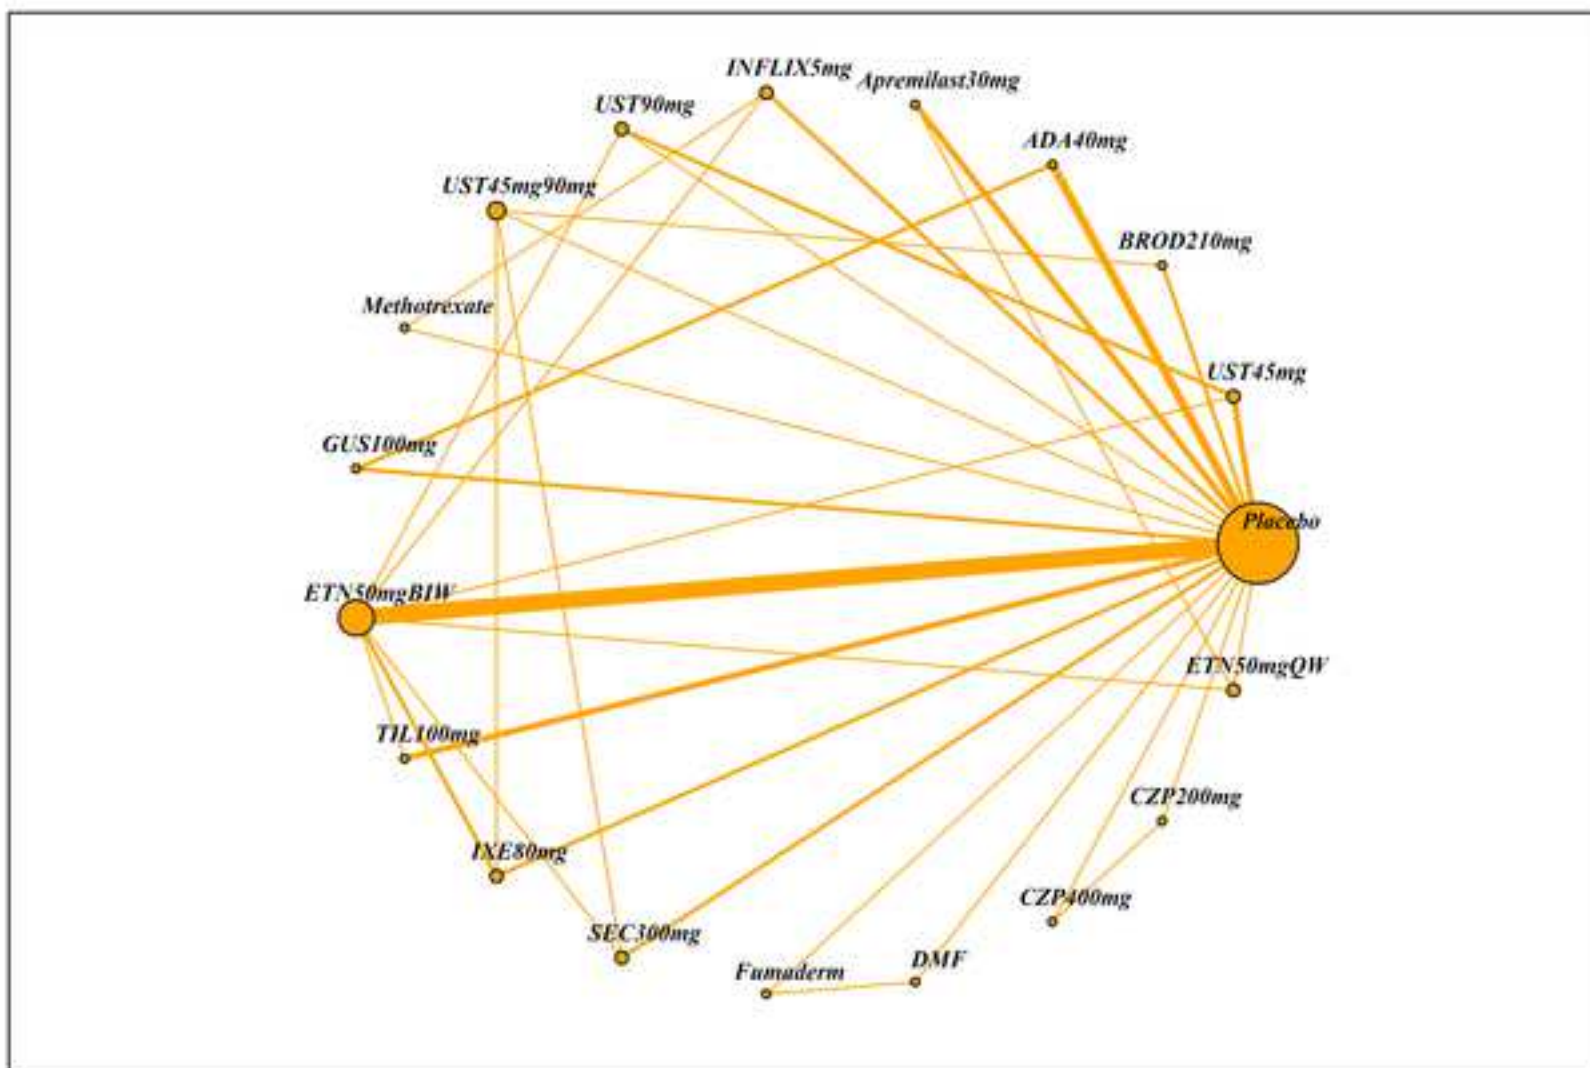 INFLIX5mg
Apremilast30mg
UST90mg
ADA40mg
UST45mg90mg
BROD210mg
Methotrexate
UST45mg
GUS100mg
Placebo
ETN50mgBIW
ETN50mgQW
TIL100mg
CZP200mg
IXE80mg
CZP400mg
SEC300mg
DMF
Fumaderm